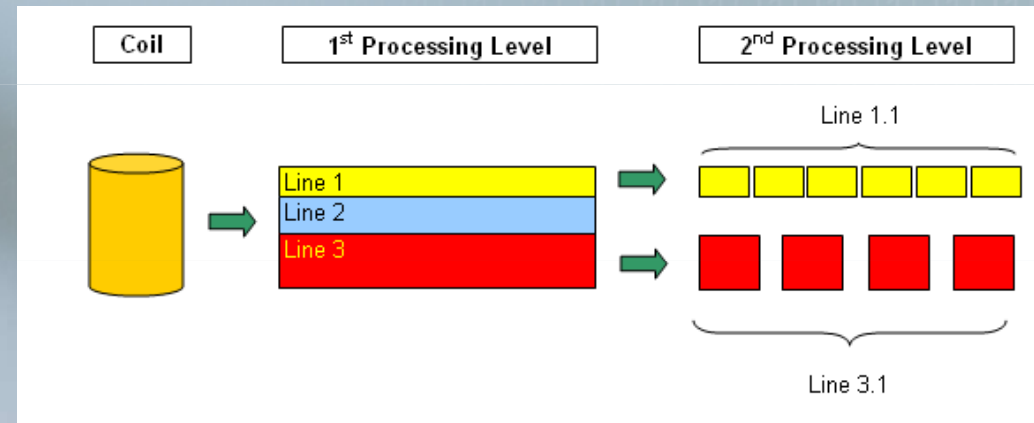 Coil
1st Processing Level
2nd Processing Level
Line 1.1
Line 1
Line 2
Line 3
Line 3.1